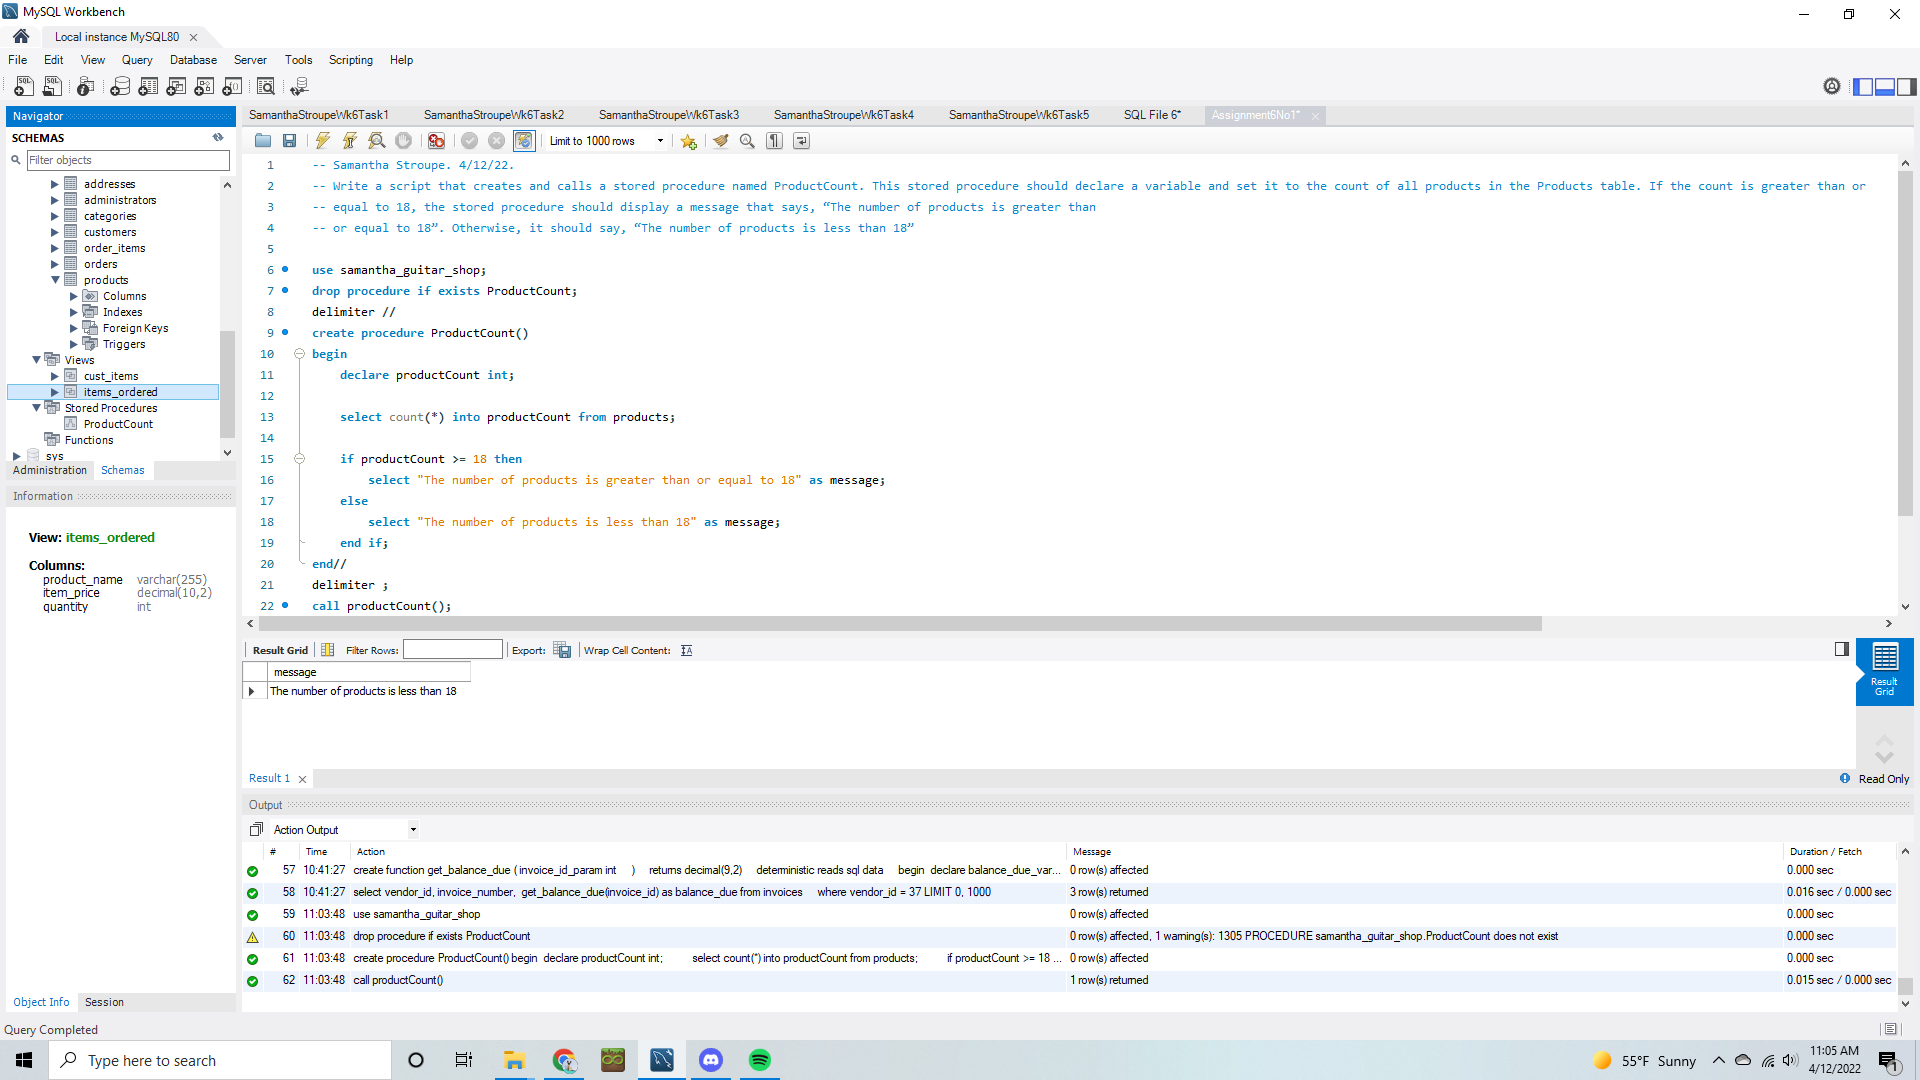 MySQL Workbench
Local instance MySQL80
File Edit View Query Database Server Tools Scripting Help
Navigator
SCHEMAS
Filter objects
addresses
administrators
categories
customers
order_items
orders
products
Columns
Indexes
Foreign Keys
Triggers
Views
cust_items
items_ordered
Stored Procedures
ProductCount
Functions
sys
Administration Schemas
Information
View: items_ordered
Columns:
product_name varchar(255)
item_price decimal(10,2)
quantity int
Object Info Session
SamanthaStroupeWk6Task1 SamanthaStroupeWk6Task2 SamanthaStroupeWk6Task3 SamanthaStroupeWk6Task4 SamanthaStroupeWk6Task5 SQL File 6* Assignment6No1*
Limit to 1000 rows
1 -- Samantha Stroupe. 4/12/22.
2 -- Write a script that creates and calls a stored procedure named ProductCount. This stored procedure should declare a variable and set it to the count of all products in the Products table. If the count is greater than or
3 -- equal to 18, the stored procedure should display a message that says, “The number of products is greater than
4 -- or equal to 18”. Otherwise, it should say, “The number of products is less than 18”
5
6 use samantha_guitar_shop;
7 drop procedure if exists ProductCount;
8 delimiter //
9 create procedure ProductCount()
10 begin
11 declare productCount int;
12
13 select count(*) into productCount from products;
14
15 if productCount >= 18 then
16 select "The number of products is greater than or equal to 18" as message;
17 else
18 select "The number of products is less than 18" as message;
19 end if;
20 end//
21 delimiter ;
22 call productCount();
Result Grid Filter Rows: Export: Wrap Cell Content:
message
The number of products is less than 18
Result Grid
Result 1
Read Only
Output
Action Output
# Time Action Message Duration / Fetch
57 10:41:27 create function get_balance_due ( invoice_id_param int ) returns decimal(9,2) deterministic reads sql data begin declare balance_due_var... 0 row(s) affected 0.000 sec
58 10:41:27 select vendor_id, invoice_number, get_balance_due(invoice_id) as balance_due from invoices where vendor_id = 37 LIMIT 0, 1000 3 row(s) returned 0.016 sec / 0.000 sec
59 11:03:48 use samantha_guitar_shop 0 row(s) affected 0.000 sec
60 11:03:48 drop procedure if exists ProductCount 0 row(s) affected, 1 warning(s): 1305 PROCEDURE samantha_guitar_shop.ProductCount does not exist 0.000 sec
61 11:03:48 create procedure ProductCount() begin declare productCount int; select count(*) into productCount from products; if productCount >= 18 ... 0 row(s) affected 0.000 sec
62 11:03:48 call productCount() 1 row(s) returned 0.015 sec / 0.000 sec
Query Completed
Type here to search
55°F Sunny
11:05 AM
4/12/2022
1